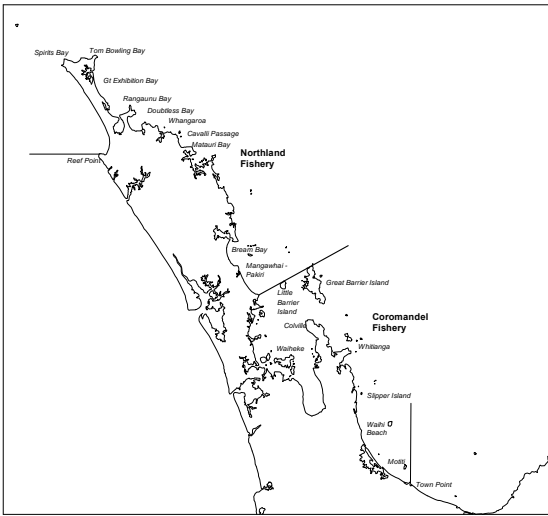 Spirits Bay
Tom Bowling Bay
Gt Exhibition Bay
Rangaunu Bay
Doubtless Bay
Whangaroa
Cavalli Passage
Matauri Bay
Reef Point
Northland
Fishery
Bream Bay
Mangawhai -
Pakiri
Great Barrier Island
Little
Barrier
Island
Colville
Coromandel
Fishery
Waiheke
Whitianga
Slipper Island
Waihi
Beach
Motiti
Town Point